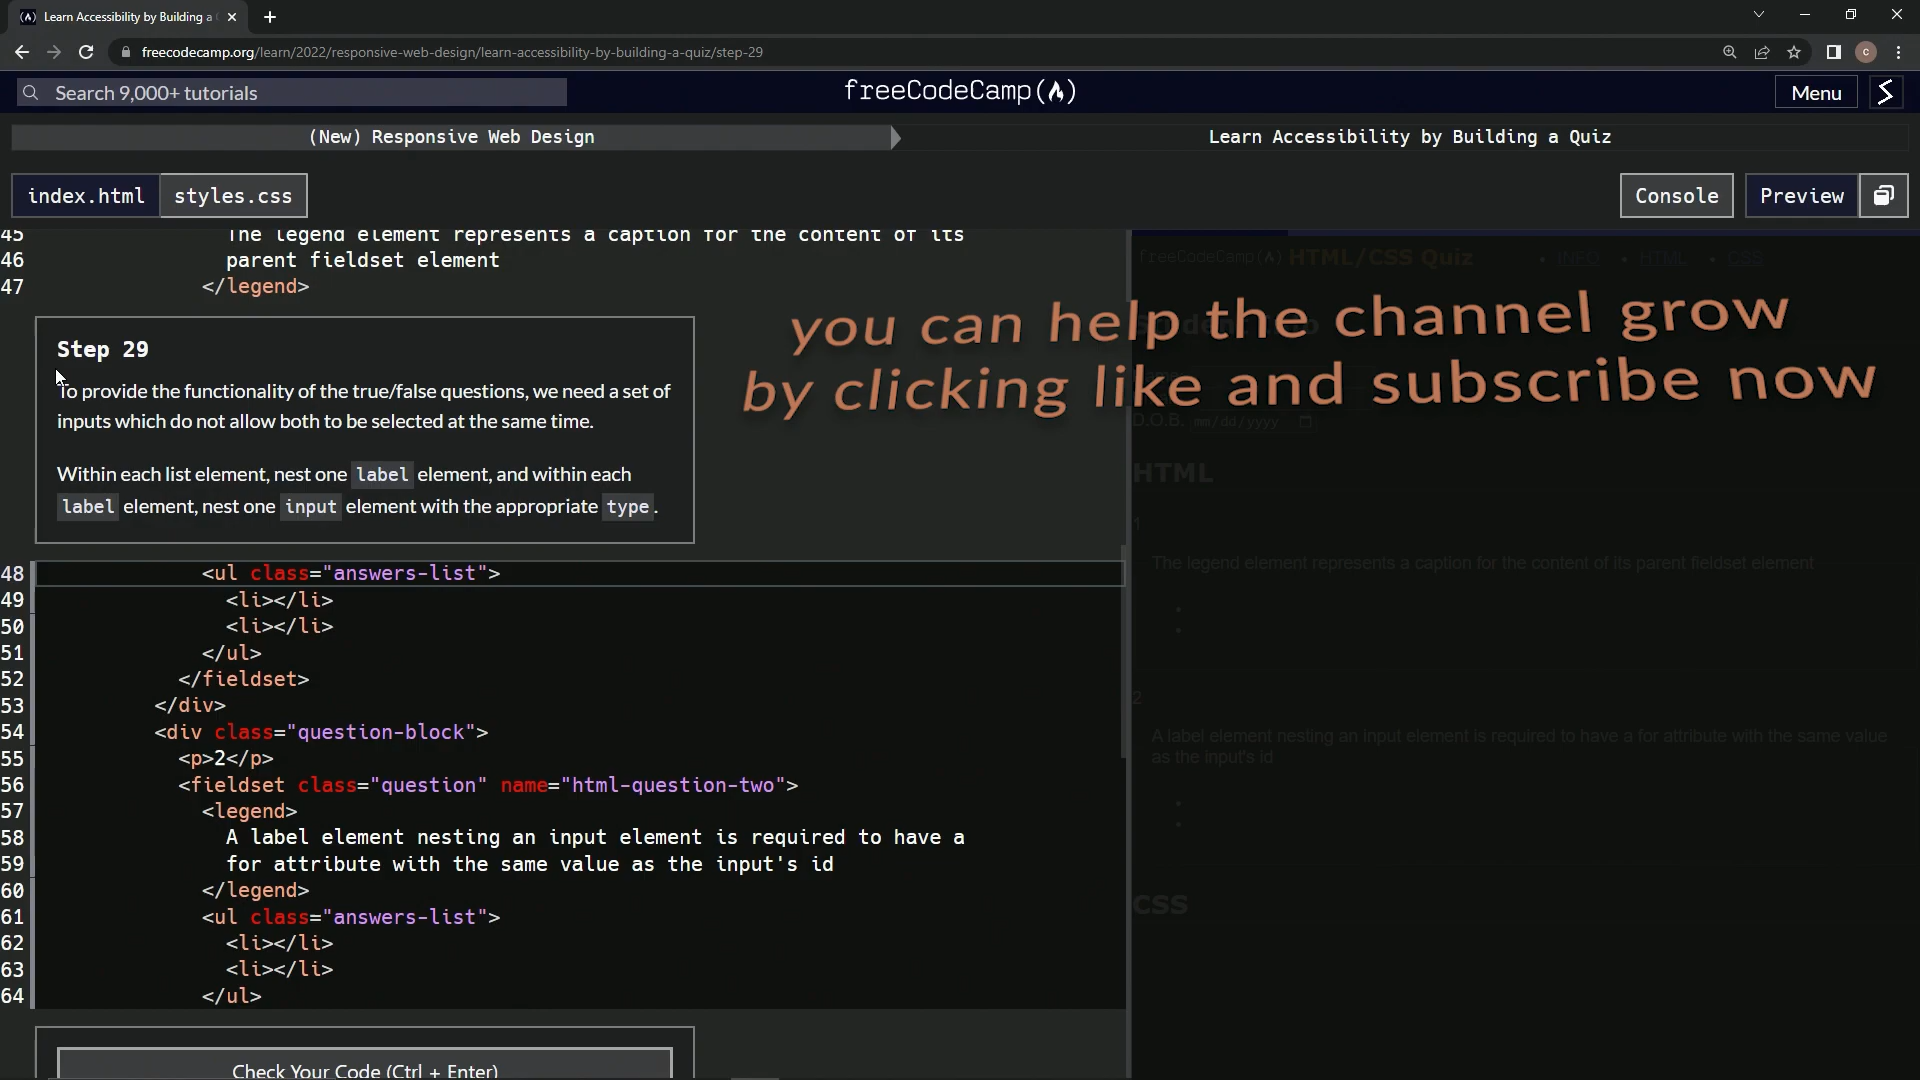 Learn Accessibility by Building a
freecodecamp.org/learn/2022/responsive-web-design/learn-accessibility-by-building-a-quiz/step-29
c
Search 9,000+ tutorials
freeCodeCamp
Menu
(New) Responsive Web Design
Learn Accessibility by Building a Quiz
index.html
styles.css
Console
Preview
45 The legend element represents a caption for the content of its
46 parent fieldset element
47 </legend>
Step 29
To provide the functionality of the true/false questions, we need a set of
inputs which do not allow both to be selected at the same time.
Within each list element, nest one label element, and within each
label element, nest one input element with the appropriate type.
48 <ul class="answers-list">
49 <li></li>
50 <li></li>
51 </ul>
52 </fieldset>
53 </div>
54 <div class="question-block">
55 <p>2</p>
56 <fieldset class="question" name="html-question-two">
57 <legend>
58 A label element nesting an input element is required to have a
59 for attribute with the same value as the input's id
60 </legend>
61 <ul class="answers-list">
62 <li></li>
63 <li></li>
64 </ul>
Check Your Code (Ctrl + Enter)
freeCodeCamp HTML/CSS Quiz
INFO
HTML
CSS
you can help the channel grow
by clicking like and subscribe now
D.O.B. mm/dd/yyyy
HTML
1
The legend element represents a caption for the content of its parent fieldset element
2
A label element nesting an input element is required to have a for attribute with the same value
as the input's id
CSS